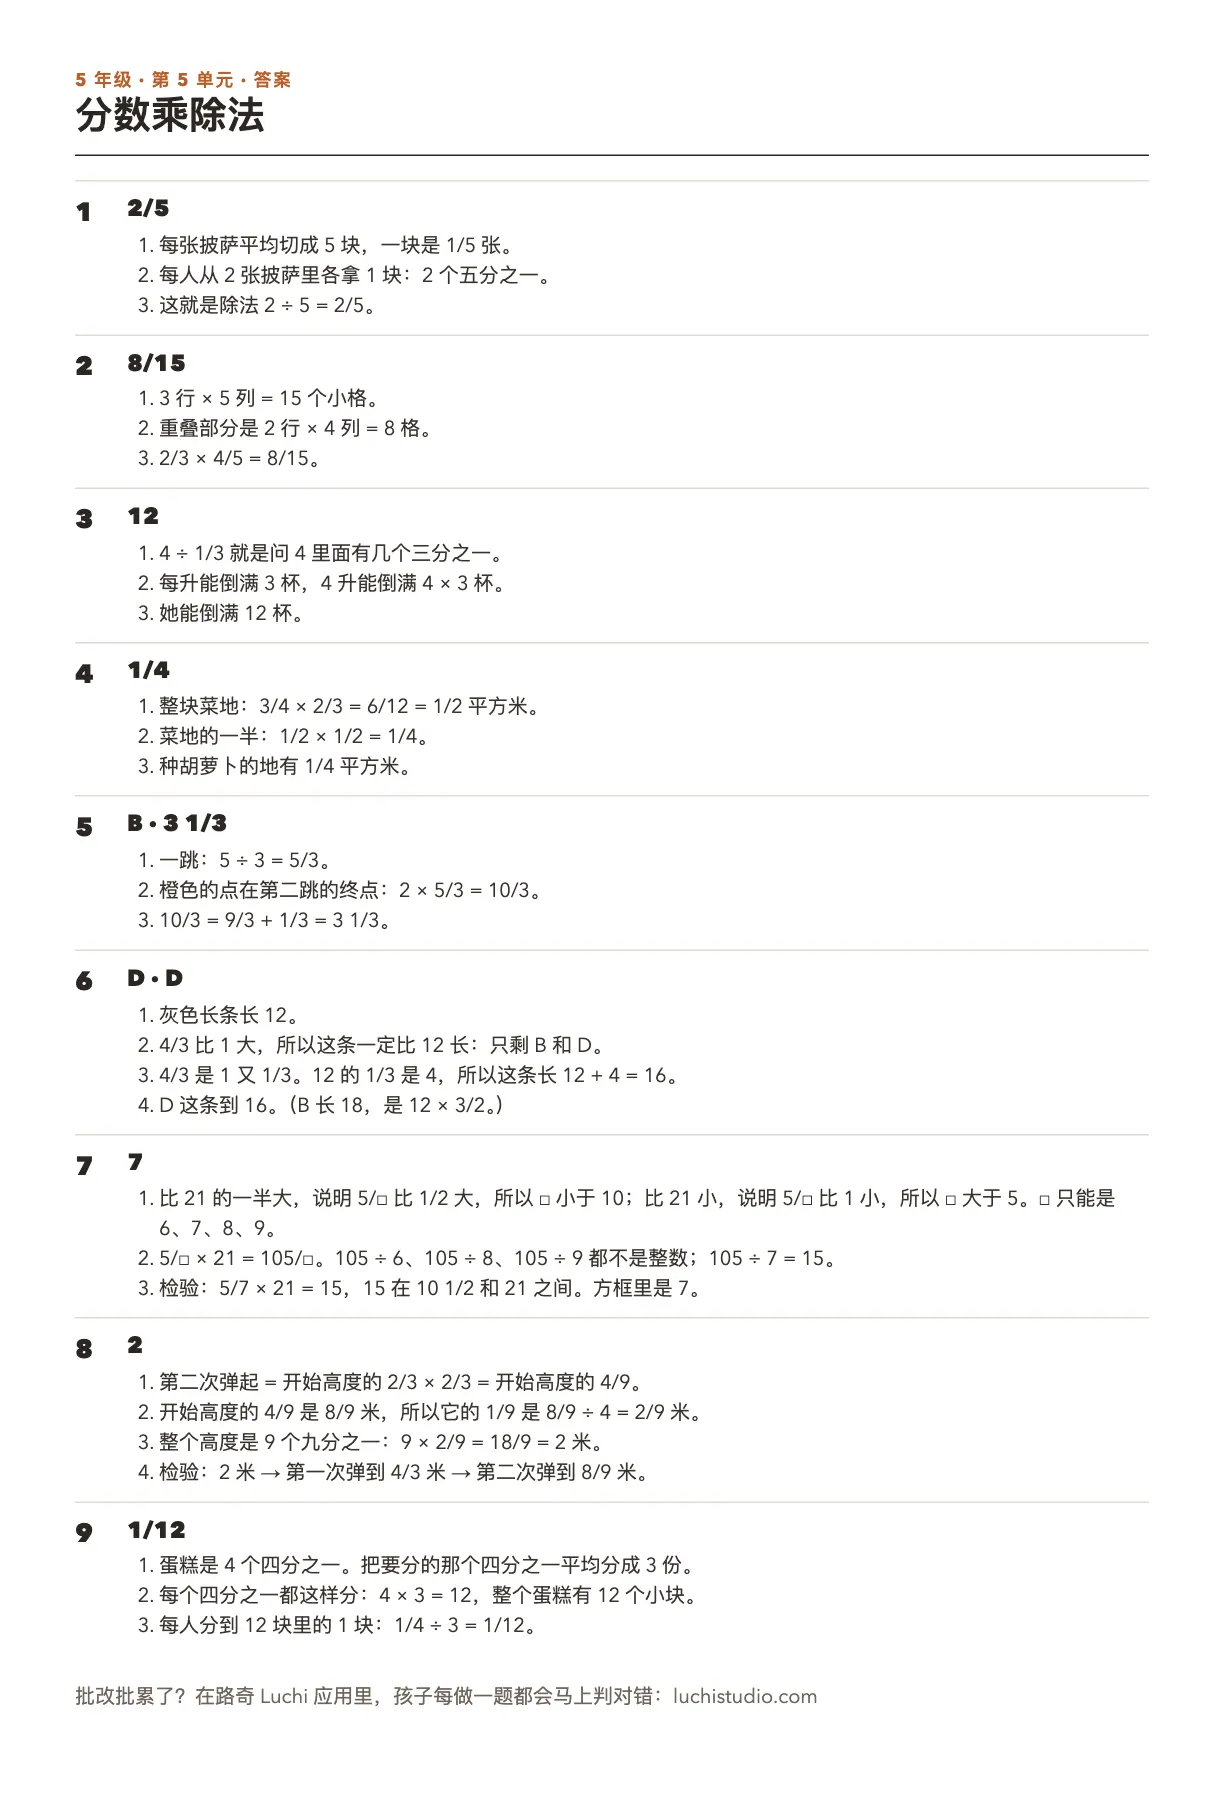 5 年级 · 第 5 单元 · 答案
分数乘除法
1
2/5
1. 每张披萨平均切成 5 块，一块是 1/5 张。
2. 每人从 2 张披萨里各拿 1 块：2 个五分之一。
3. 这就是除法 2 ÷ 5 = 2/5。
2
8/15
1. 3 行 × 5 列 = 15 个小格。
2. 重叠部分是 2 行 × 4 列 = 8 格。
3. 2/3 × 4/5 = 8/15。
3
12
1. 4 ÷ 1/3 就是问 4 里面有几个三分之一。
2. 每升能倒满 3 杯，4 升能倒满 4 × 3 杯。
3. 她能倒满 12 杯。
4
1/4
1. 整块菜地：3/4 × 2/3 = 6/12 = 1/2 平方米。
2. 菜地的一半：1/2 × 1/2 = 1/4。
3. 种胡萝卜的地有 1/4 平方米。
5
B · 3 1/3
1. 一跳：5 ÷ 3 = 5/3。
2. 橙色的点在第二跳的终点：2 × 5/3 = 10/3。
3. 10/3 = 9/3 + 1/3 = 3 1/3。
6
D · D
1. 灰色长条长 12。
2. 4/3 比 1 大，所以这条一定比 12 长：只剩 B 和 D。
3. 4/3 是 1 又 1/3。12 的 1/3 是 4，所以这条长 12 + 4 = 16。
4. D 这条到 16。（B 长 18，是 12 × 3/2。）
7
7
1. 比 21 的一半大，说明 5/□ 比 1/2 大，所以 □ 小于 10；比 21 小，说明 5/□ 比 1 小，所以 □ 大于 5。□ 只能是
6、7、8、9。
2. 5/□ × 21 = 105/□。105 ÷ 6、105 ÷ 8、105 ÷ 9 都不是整数；105 ÷ 7 = 15。
3. 检验：5/7 × 21 = 15，15 在 10 1/2 和 21 之间。方框里是 7。
8
2
1. 第二次弹起 = 开始高度的 2/3 × 2/3 = 开始高度的 4/9。
2. 开始高度的 4/9 是 8/9 米，所以它的 1/9 是 8/9 ÷ 4 = 2/9 米。
3. 整个高度是 9 个九分之一：9 × 2/9 = 18/9 = 2 米。
4. 检验：2 米 → 第一次弹到 4/3 米 → 第二次弹到 8/9 米。
9
1/12
1. 蛋糕是 4 个四分之一。把要分的那个四分之一平均分成 3 份。
2. 每个四分之一都这样分：4 × 3 = 12，整个蛋糕有 12 个小块。
3. 每人分到 12 块里的 1 块：1/4 ÷ 3 = 1/12。
批改批累了？在路奇 Luchi 应用里，孩子每做一题都会马上判对错：luchistudio.com